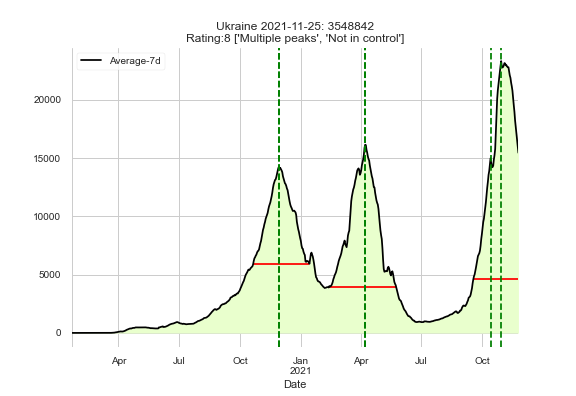 Ukraine 2021-11-25: 3548842
Rating:8 ['Multiple peaks', 'Not in control']
Average-7d
20000
15000
10000
5000
0
Apr Jul Oct Jan Apr Jul Oct
2021
Date